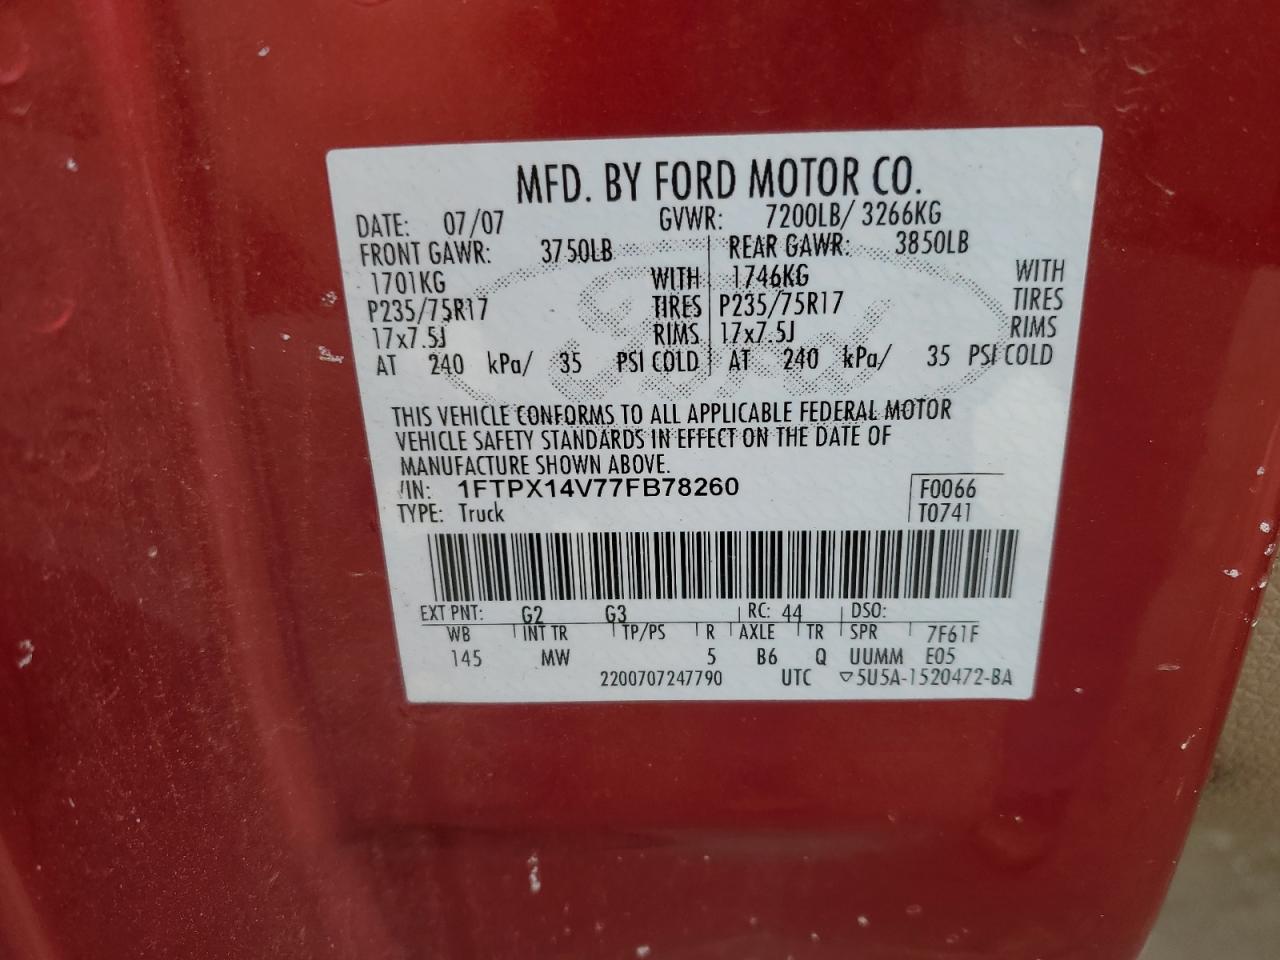 MFD. BY FORD MOTOR CO.
DATE: 07/07 GVWR: 7200LB/ 3266KG
FRONT GAWR: 3750LB REAR GAWR: 3850LB
1701KG WITH 1746KG WITH
P235/75R17 TIRES P235/75R17 TIRES
17x7.5J RIMS 17x7.5J RIMS
AT 240 kPa/ 35 PSI COLD AT 240 kPa/ 35 PSI COLD
THIS VEHICLE CONFORMS TO ALL APPLICABLE FEDERAL MOTOR
VEHICLE SAFETY STANDARDS IN EFFECT ON THE DATE OF
MANUFACTURE SHOWN ABOVE.
VIN: 1FTPX14V77FB78260 F0066
TYPE: Truck T0741
EXT PNT: G2 G3 RC: 44 DSO:
WB INT TR TP/PS R AXLE TR SPR 7F61F
145 MW 5 B6 Q UUMM E05
2200707247790 UTC ▽5U5A-1520472-BA